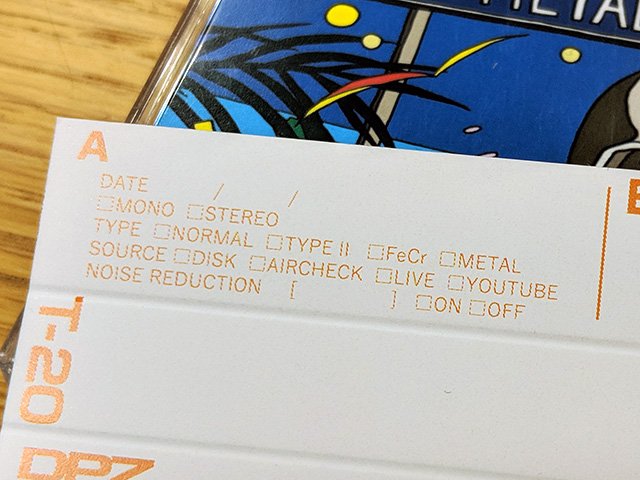 A
DATE / /
□MONO □STEREO
TYPE □NORMAL □TYPE II □FeCr □METAL
SOURCE □DISK □AIRCHECK □LIVE □YOUTUBE
NOISE REDUCTION [ ] □ON □OFF
T-20
DPZ